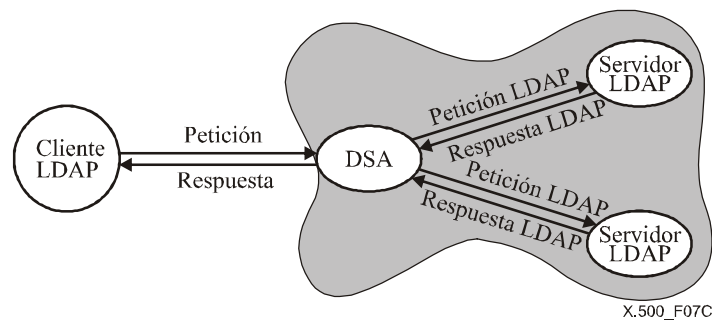 Cliente
LDAP
Petición
Respuesta
DSA
Petición LDAP
Respuesta LDAP
Servidor
LDAP
Petición LDAP
Respuesta LDAP
Servidor
LDAP
X.500_F07C